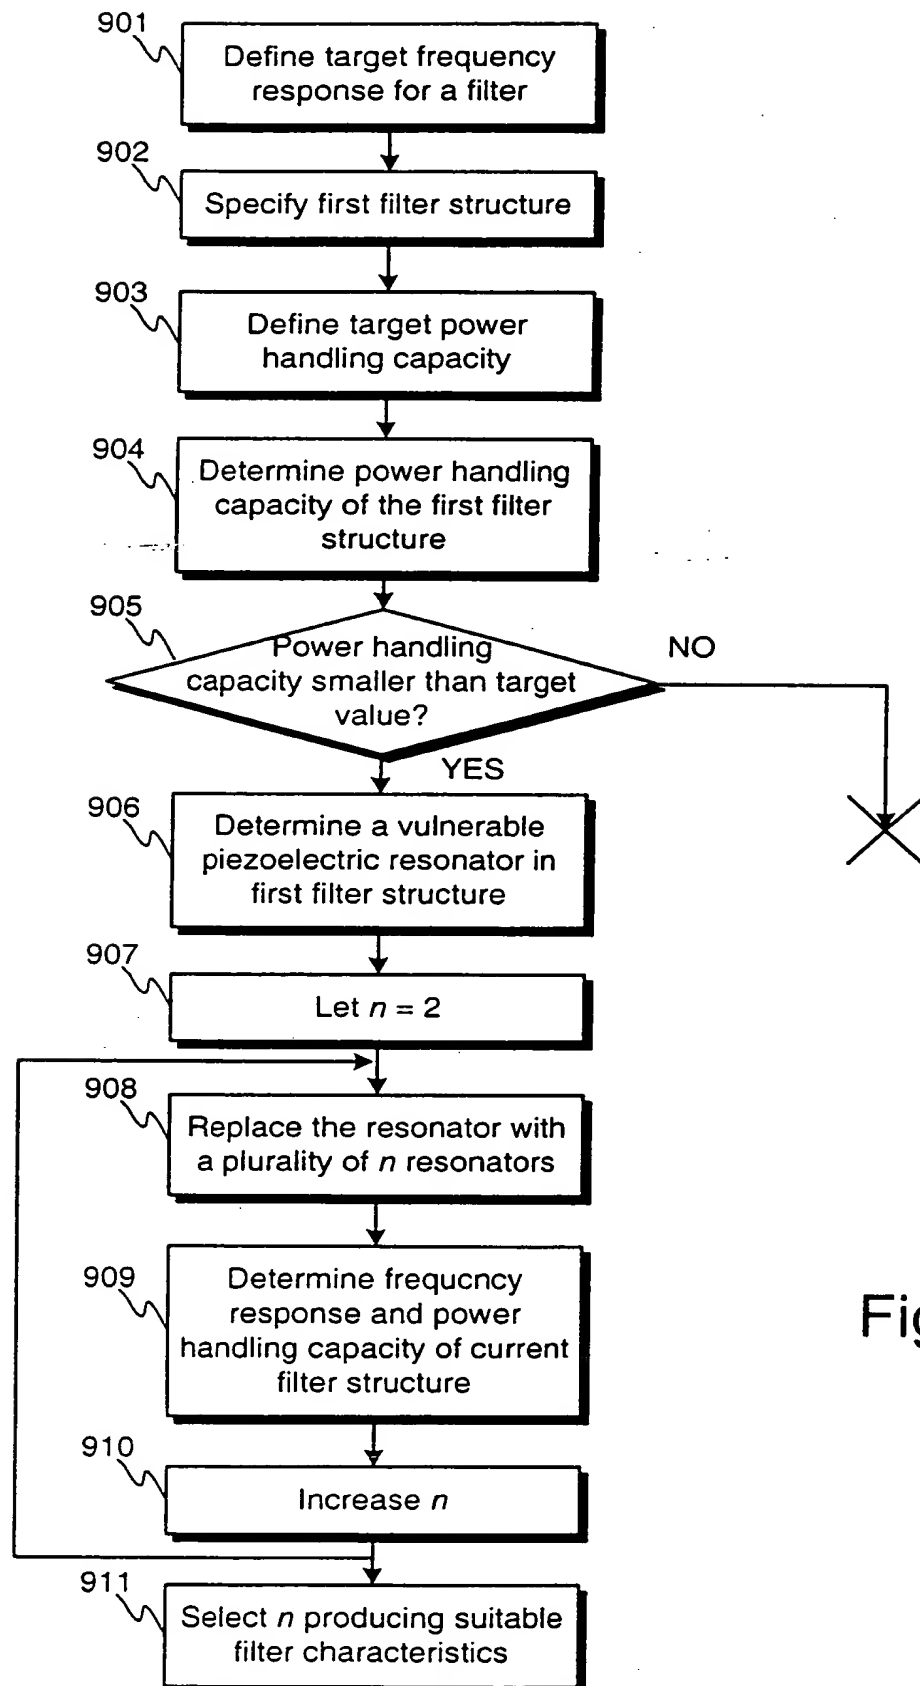 901
Define target frequency
response for a filter
902
Specify first filter structure
903
Define target power
handling capacity
904
Determine power handling
capacity of the first filter
structure
905
Power handling
capacity smaller than target
value?
NO
YES
906
Determine a vulnerable
piezoelectric resonator in
first filter structure
907
Let n = 2
908
Replace the resonator with
a plurality of n resonators
909
Determine frequcncy
response and power
handling capacity of current
filter structure
Fig
910
Increase n
911
Select n producing suitable
filter characteristics